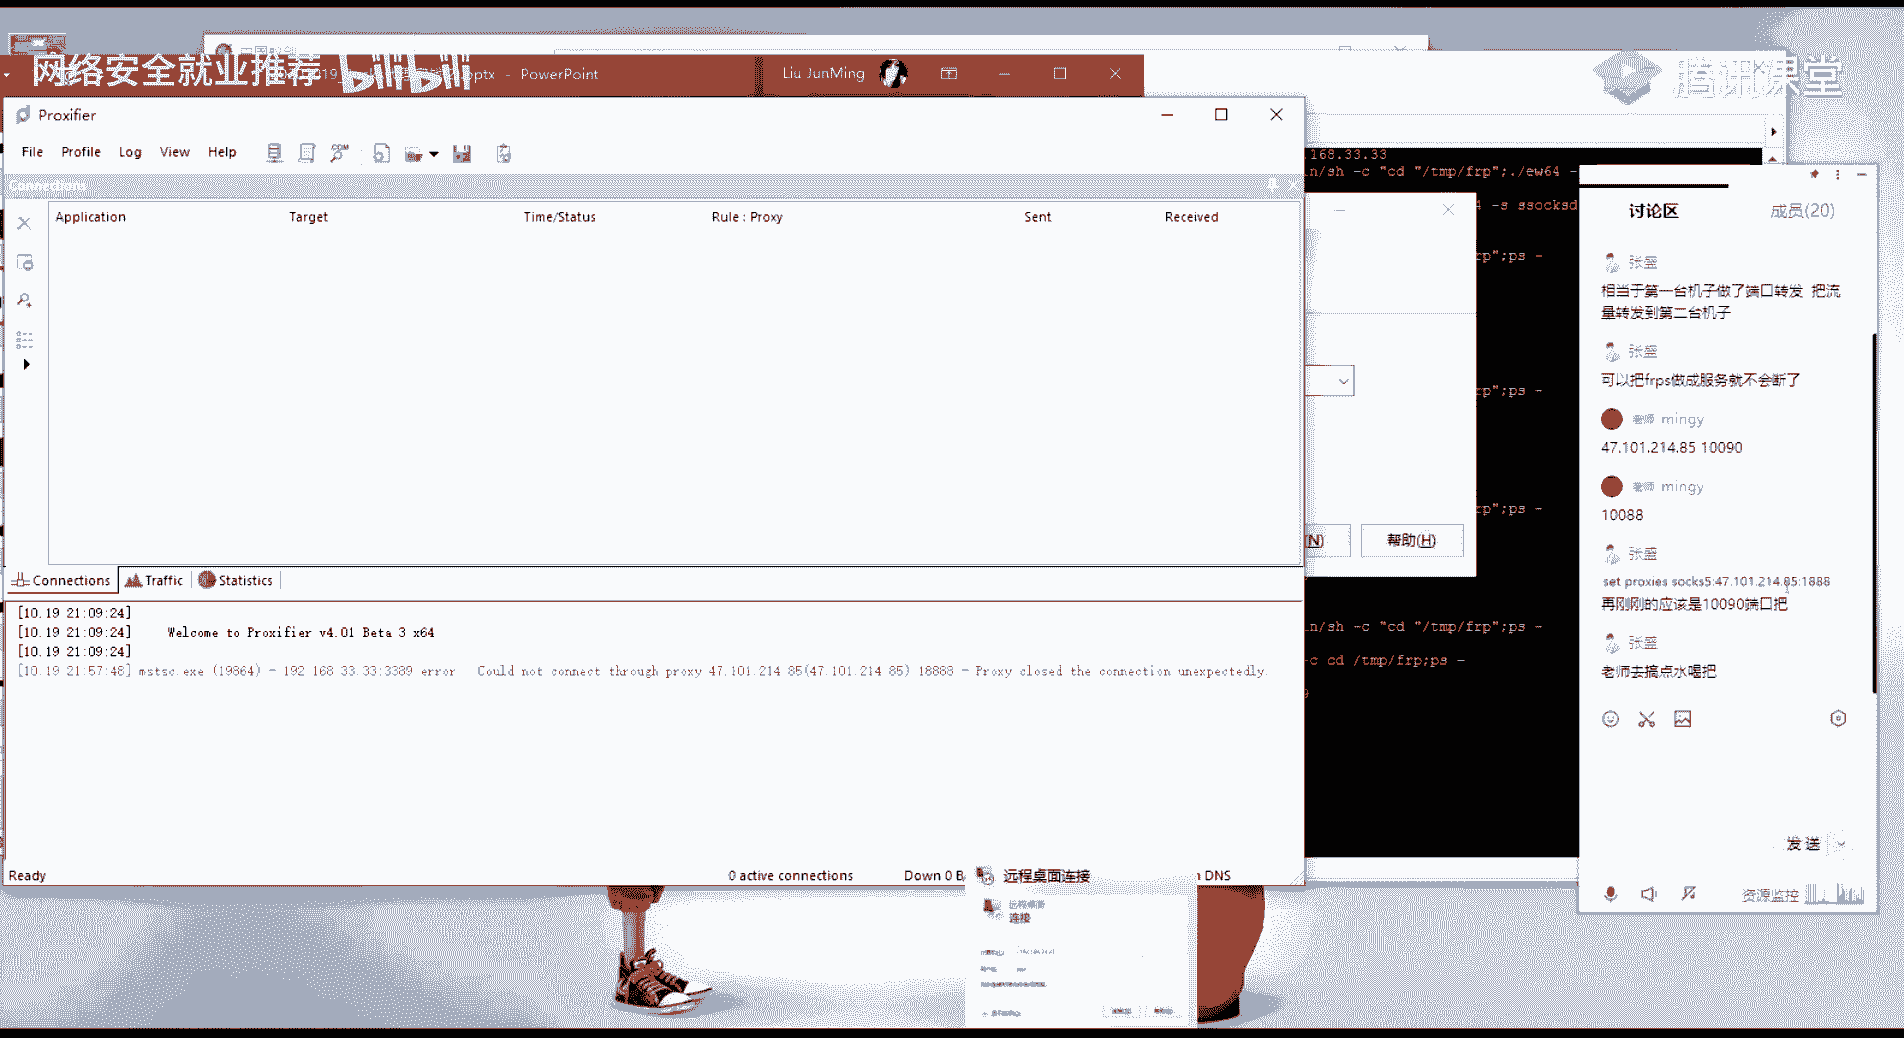 网络安全就业推荐 bilibili
019
pptx - PowerPoint
Liu JunMing
腾讯课堂
Proxifier
File Profile Log View Help
Connections
Application Target Time/Status Rule : Proxy Sent Received
Connections Traffic Statistics
[10.19 21:09:24]
[10.19 21:09:24] Welcome to Proxifier v4.01 Beta 3 x64
[10.19 21:09:24]
[10.19 21:57:48] mstsc.exe (19864) - 192.168.33.33:3389 error Could not connect through proxy 47.101.214.85(47.101.214.85) 18888 - Proxy closed the connection unexpectedly.
Ready 0 active connections Down 0 B DNS
168.33.33
n/sh -c "cd "/tmp/frp";./ew64 -
4 -s ssocksd
rp";ps -
rp";ps -
rp";ps -
n/sh -c "cd "/tmp/frp";ps -
-c cd /tmp/frp;ps -
9
(N) 帮助(H)
讨论区 成员(20)
张盛
相当于第一台机子做了端口转发 把流
量转发到第二台机子
张盛
可以把frps做成服务就不会断了
老师 mingy
47.101.214.85 10090
老师 mingy
10088
张盛
set proxies socks5:47.101.214.85:1888
再刚刚的应该是10090端口把
张盛
老师去搞点水喝把
发送
资源监控
远程桌面连接
远程桌面
连接